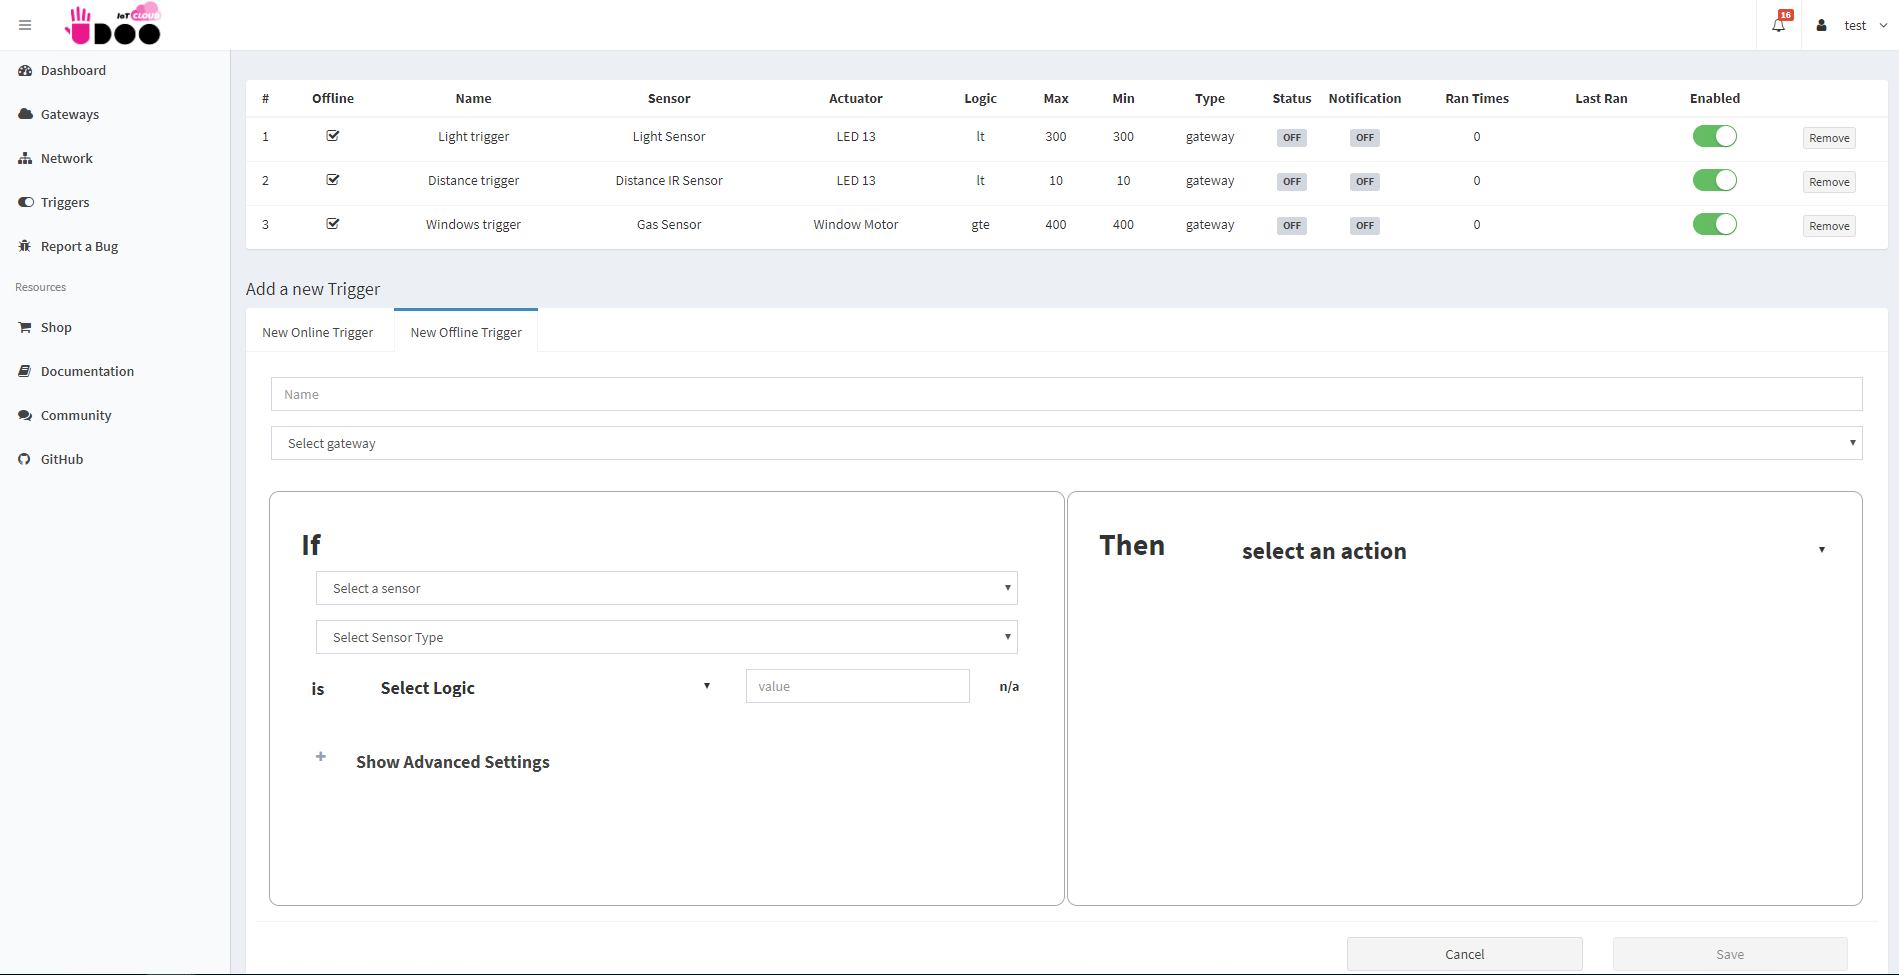 IoT CLOUD
UDOO
16
test
Dashboard
Gateways
Network
Triggers
Report a Bug
Resources
Shop
Documentation
Community
GitHub
# Offline Name Sensor Actuator Logic Max Min Type Status Notification Ran Times Last Ran Enabled
1 Light trigger Light Sensor LED 13 lt 300 300 gateway OFF OFF 0 Remove
2 Distance trigger Distance IR Sensor LED 13 lt 10 10 gateway OFF OFF 0 Remove
3 Windows trigger Gas Sensor Window Motor gte 400 400 gateway OFF OFF 0 Remove
Add a new Trigger
New Online Trigger New Offline Trigger
Name
Select gateway
If
Select a sensor
Select Sensor Type
is Select Logic value n/a
+ Show Advanced Settings
Then select an action
Cancel Save